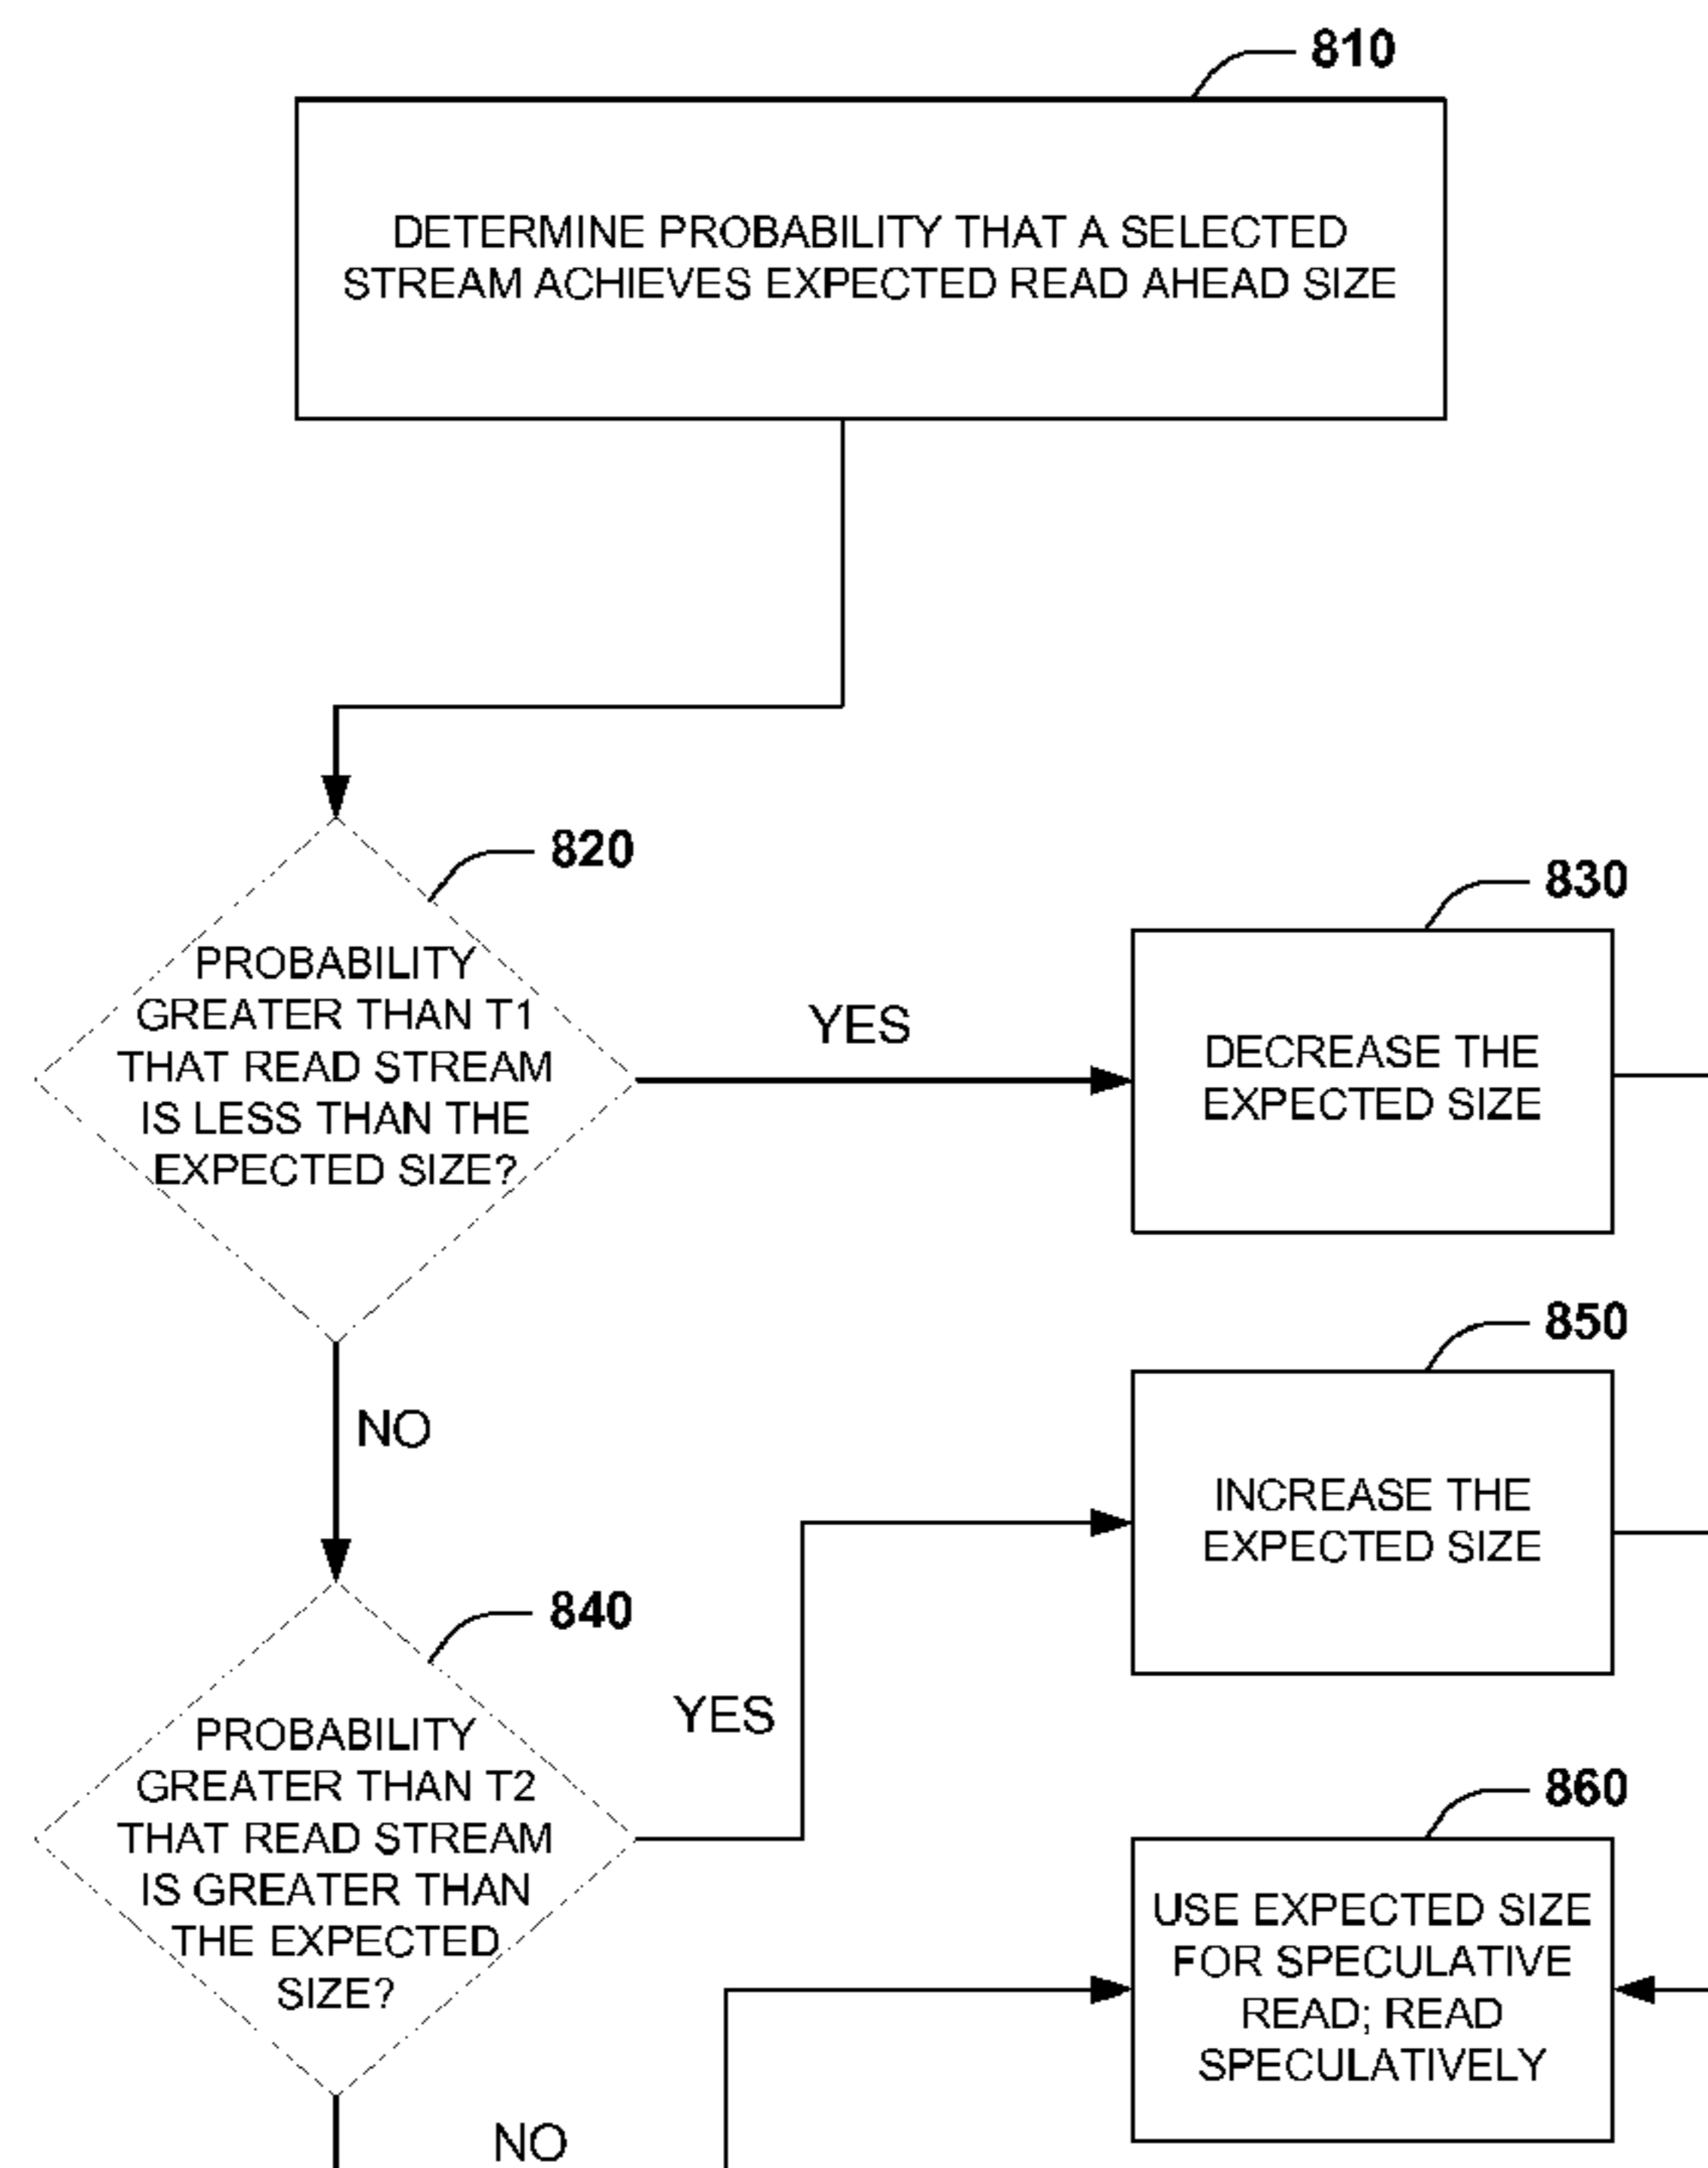 810
DETERMINE PROBABILITY THAT A SELECTED
STREAM ACHIEVES EXPECTED READ AHEAD SIZE
820
PROBABILITY
GREATER THAN T1
THAT READ STREAM
IS LESS THAN THE
EXPECTED SIZE?
YES
830
DECREASE THE
EXPECTED SIZE
NO
850
INCREASE THE
EXPECTED SIZE
840
PROBABILITY
GREATER THAN T2
THAT READ STREAM
IS GREATER THAN
THE EXPECTED
SIZE?
YES
860
USE EXPECTED SIZE
FOR SPECULATIVE
READ; READ
SPECULATIVELY
NO